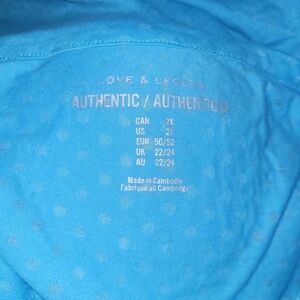 LOVE & LEGEND
AUTHENTIC / AUTHENTIQUE
CAN 2X
US 2X
EUR 50/52
UK 22/24
AU 22/24
Made in Cambodia
Fabriqué au Cambodge